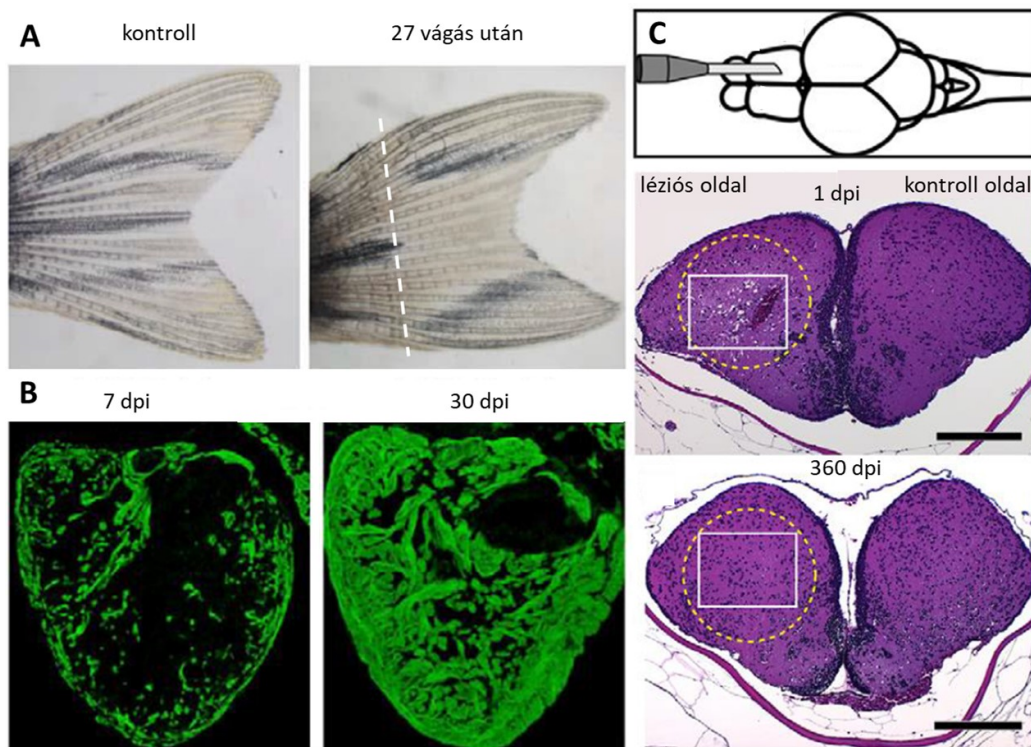 A
kontroll
27 vágás után
B
7 dpi
30 dpi
C
léziós oldal
1 dpi
kontroll oldal
360 dpi